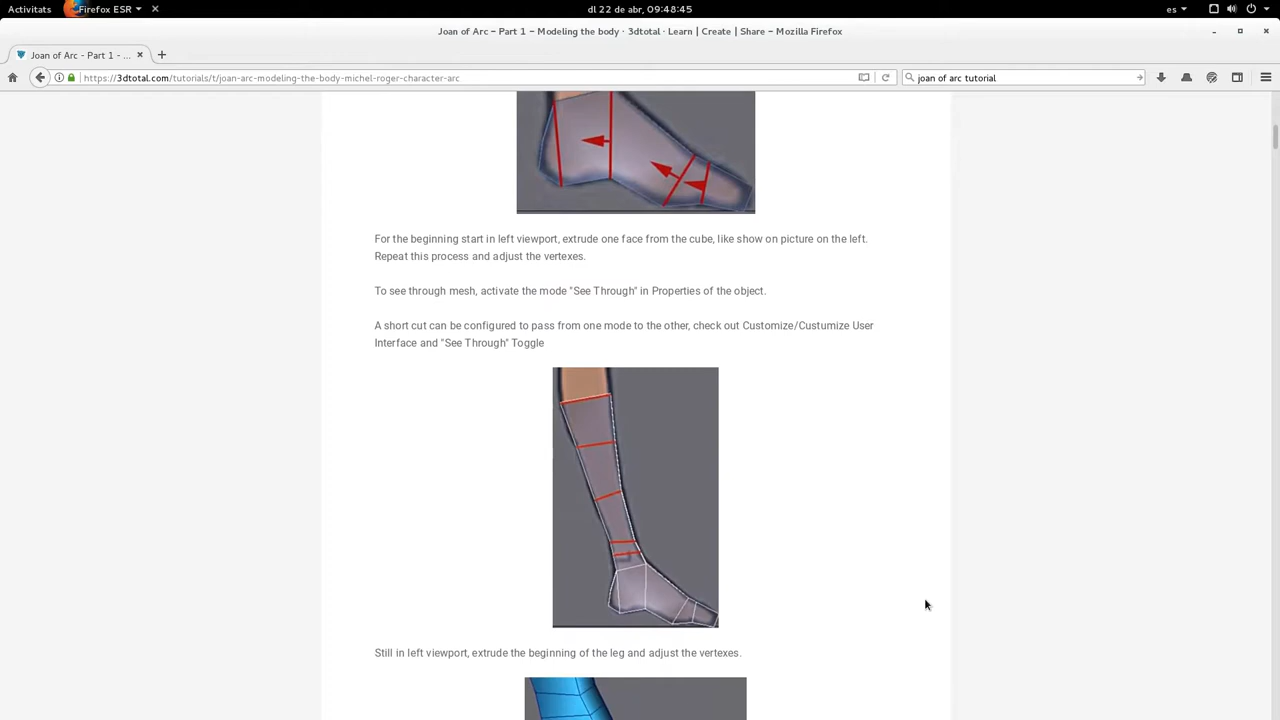 Activitats
Firefox ESR
dl 22 de abr, 09:48:45
es
Joan of Arc – Part 1 – Modeling the body · 3dtotal · Learn | Create | Share – Mozilla Firefox
Joan of Arc - Part 1 - ...
https://3dtotal.com/tutorials/t/joan-arc-modeling-the-body-michel-roger-character-arc
joan of arc tutorial
For the beginning start in left viewport, extrude one face from the cube, like show on picture on the left.
Repeat this process and adjust the vertexes.
To see through mesh, activate the mode "See Through" in Properties of the object.
A short cut can be configured to pass from one mode to the other, check out Customize/Custumize User
Interface and "See Through" Toggle
Still in left viewport, extrude the beginning of the leg and adjust the vertexes.